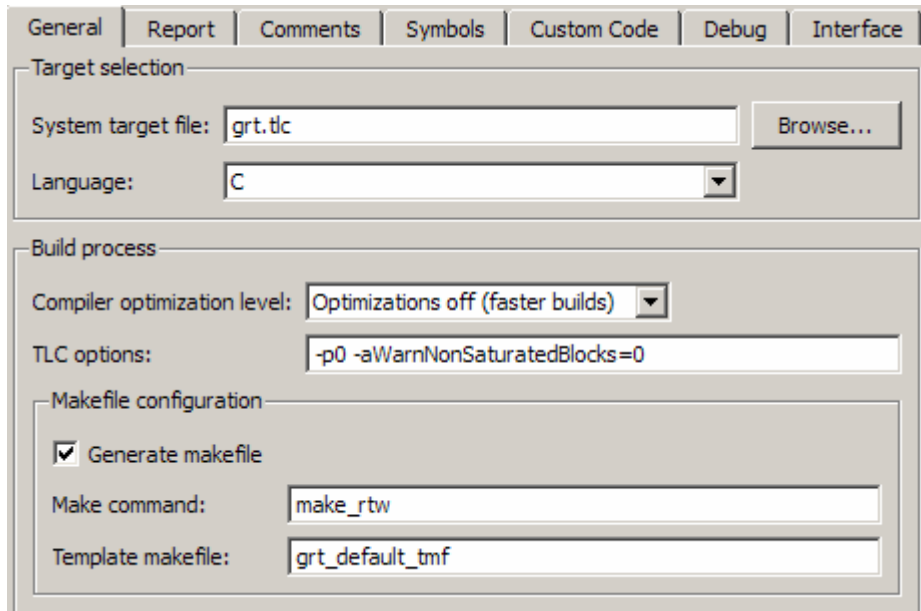 General Report Comments Symbols Custom Code Debug Interface
Target selection
System target file: grt.tlc Browse...
Language: C
Build process
Compiler optimization level: Optimizations off (faster builds)
TLC options: -p0 -aWarnNonSaturatedBlocks=0
Makefile configuration
Generate makefile
Make command: make_rtw
Template makefile: grt_default_tmf